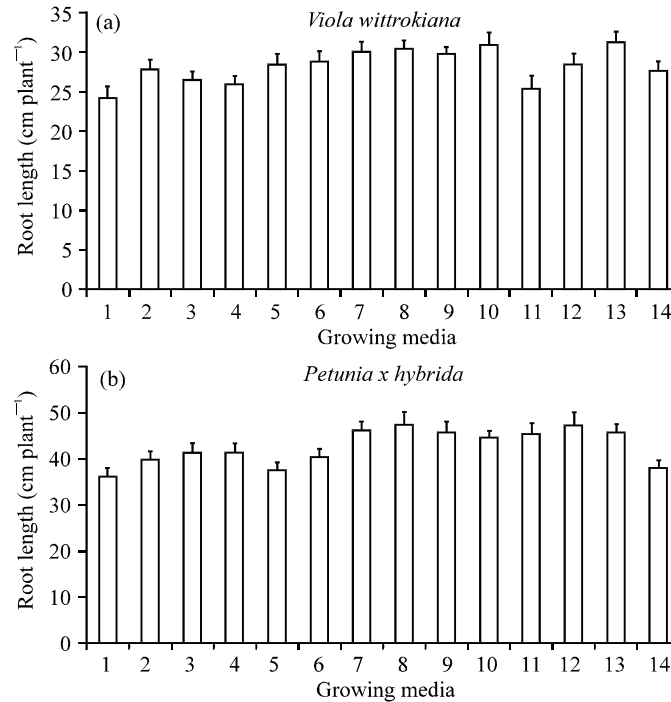 (a)
Viola wittrokiana
Root length (cm plant⁻¹)
35
30
25
20
15
10
5
0
1 2 3 4 5 6 7 8 9 10 11 12 13 14
Growing media
(b)
Petunia x hybrida
Root length (cm plant⁻¹)
60
50
40
30
20
10
0
1 2 3 4 5 6 7 8 9 10 11 12 13 14
Growing media